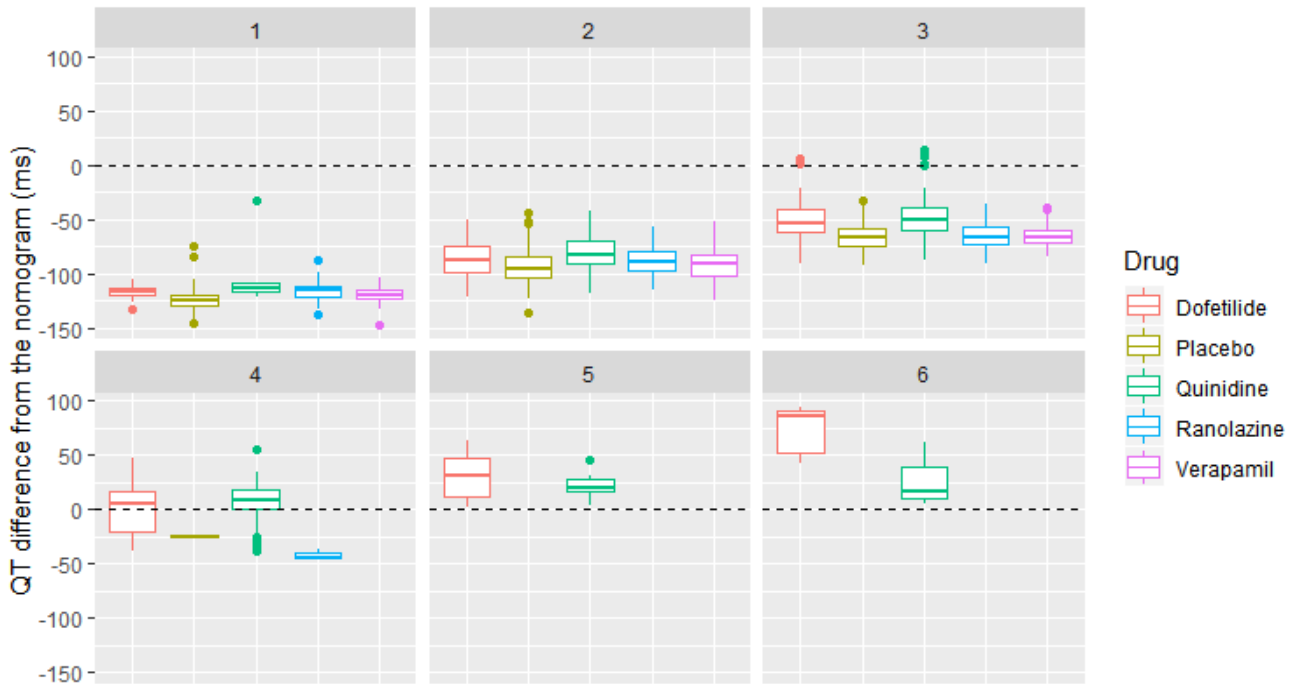 1 2 3
100
50
0
-50
-100
-150
QT difference from the nomogram (ms)
4 5 6
100
50
0
-50
-100
-150
Drug
Dofetilide
Placebo
Quinidine
Ranolazine
Verapamil